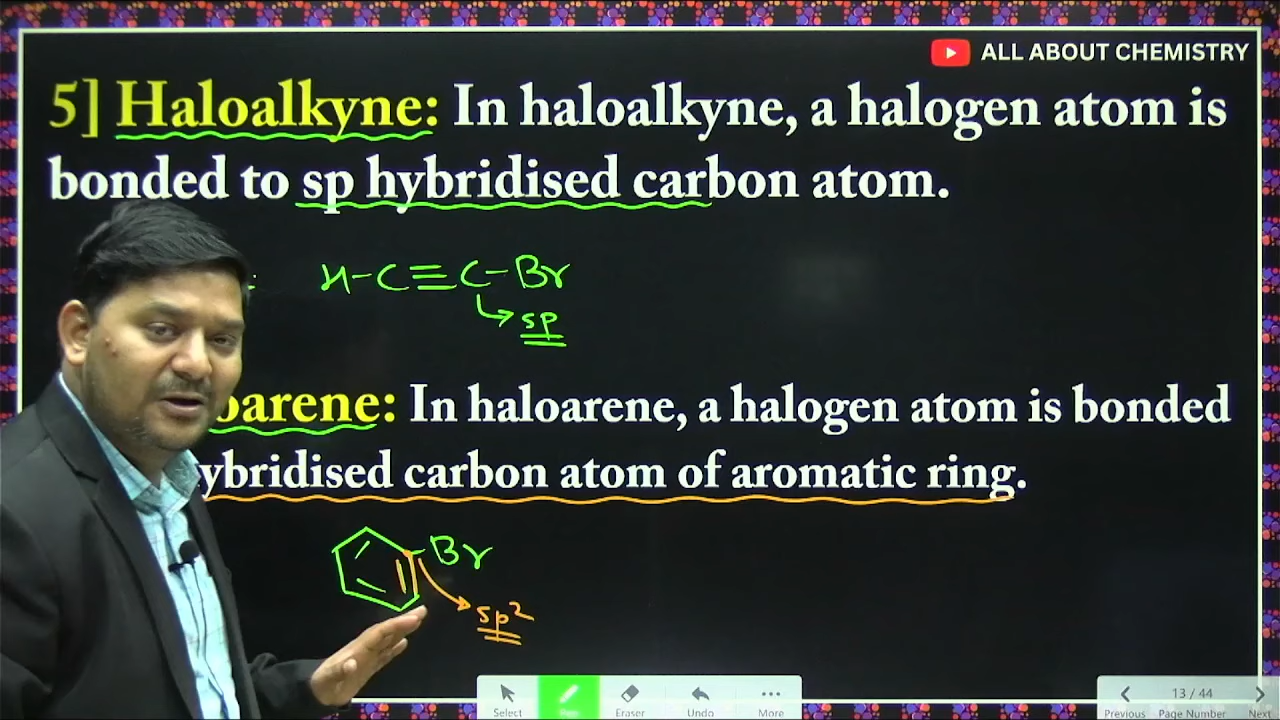 ALL ABOUT CHEMISTRY
5] Haloalkyne: In haloalkyne, a halogen atom is
bonded to sp hybridised carbon atom.
: H-C≡C-Br
sp
oarene: In haloarene, a halogen atom is bonded
ybridised carbon atom of aromatic ring.
Br
sp²
Select Eraser Undo More
Previous 13 / 44 Page Number Next